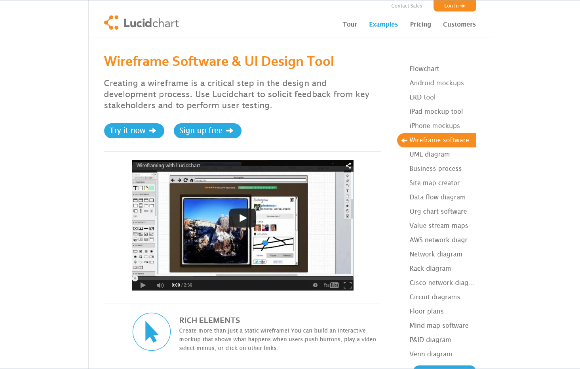 Contact Sales
Log in
Lucidchart
Tour
Examples
Pricing
Customers
Wireframe Software & UI Design Tool
Creating a wireframe is a critical step in the design and
development process. Use Lucidchart to solicit feedback from key
stakeholders and to perform user testing.
Try it now
Sign up free
Wireframing with Lucidchart
0:00 / 2:56
RICH ELEMENTS
Create more than just a static wireframe! You can build an interactive
mockup that shows what happens when users push buttons, play a video
select menus, or click on other links.
Flowchart
Android mockups
ERD tool
iPad mockup tool
iPhone mockups
Wireframe software
UML diagram
Business process
Site map creator
Data flow diagram
Org chart software
Value stream maps
AWS network diagr
Network diagram
Rack diagram
Cisco network diag...
Circuit diagrams
Floor plans
Mind map software
P&ID diagram
Venn diagram